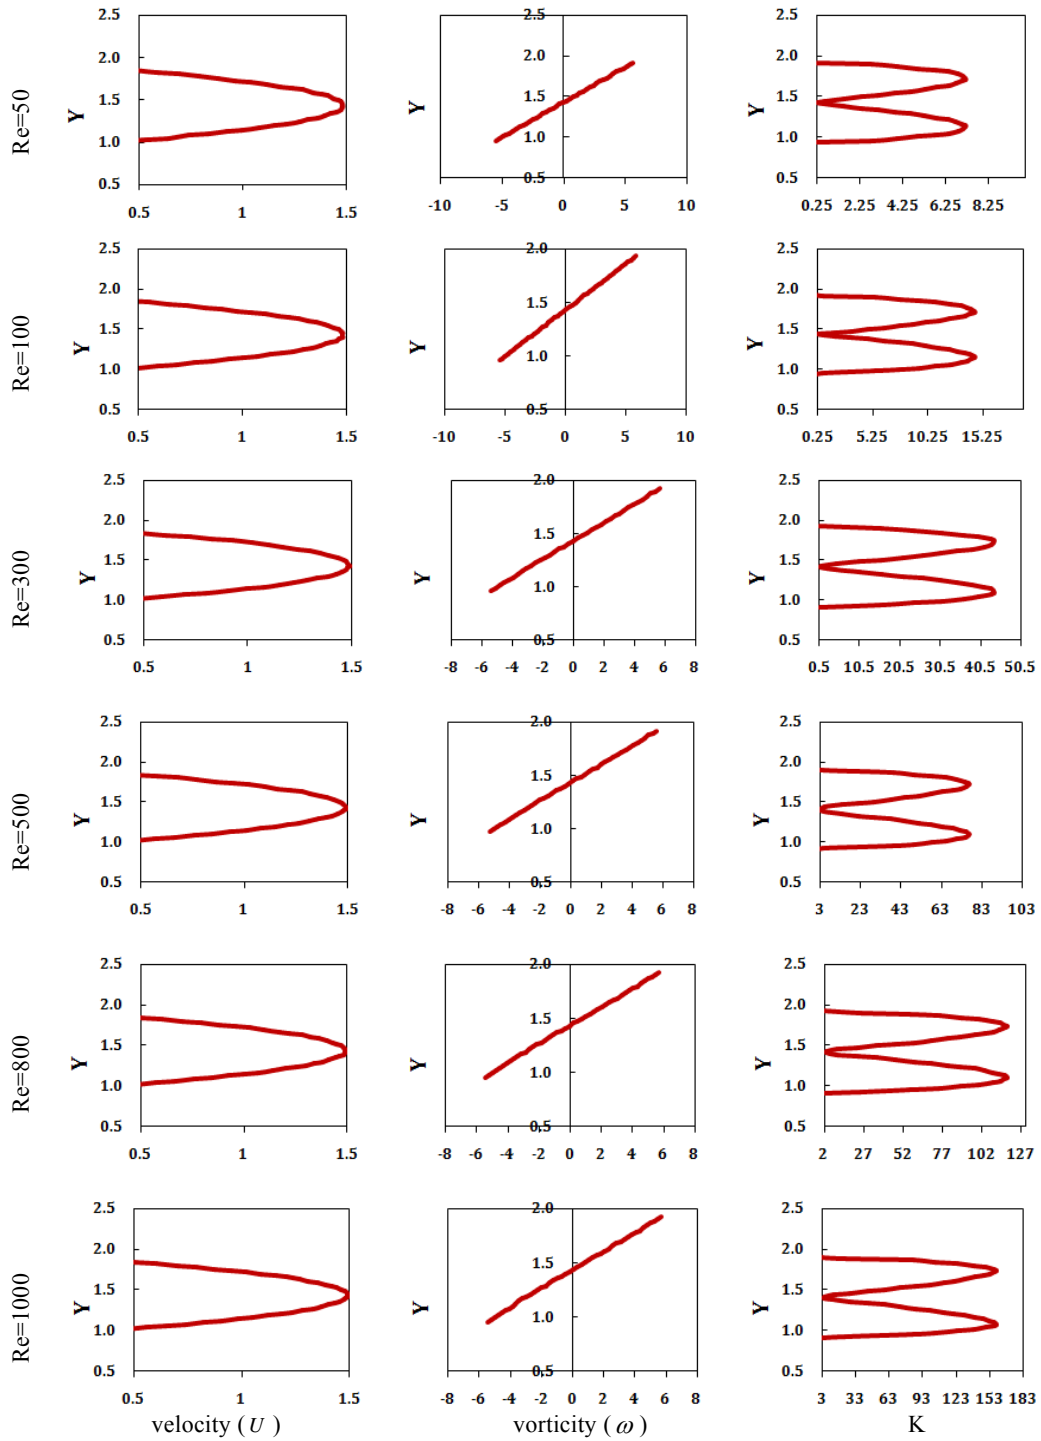 Re=50
2.5
2.0
1.5
1.0
0.5
Y
0.5 1 1.5
2.5
2.0
1.5
1.0
0.5
Y
-10 -5 0 5 10
2.5
2.0
1.5
1.0
0.5
Y
0.25 2.25 4.25 6.25 8.25
Re=100
2.5
2.0
1.5
1.0
0.5
Y
0.5 1 1.5
2.0
1.5
1.0
0.5
Y
-10 -5 0 5 10
2.5
2.0
1.5
1.0
0.5
Y
0.25 5.25 10.25 15.25
Re=300
2.5
2.0
1.5
1.0
0.5
Y
0.5 1 1.5
2.0
1.5
1.0
0.5
Y
-8 -6 -4 -2 0 2 4 6 8
2.5
2.0
1.5
1.0
0.5
Y
0.5 10.5 20.5 30.5 40.5 50.5
Re=500
2.5
2.0
1.5
1.0
0.5
Y
0.5 1 1.5
2.0
1.5
1.0
0.5
Y
-8 -6 -4 -2 0 2 4 6 8
2.5
2.0
1.5
1.0
0.5
Y
3 23 43 63 83 103
Re=800
2.5
2.0
1.5
1.0
0.5
Y
0.5 1 1.5
2.0
1.5
1.0
0.5
Y
-8 -6 -4 -2 0 2 4 6 8
2.5
2.0
1.5
1.0
0.5
Y
2 27 52 77 102 127
Re=1000
2.5
2.0
1.5
1.0
0.5
Y
0.5 1 1.5
2.0
1.5
1.0
0.5
Y
-8 -6 -4 -2 0 2 4 6 8
2.5
2.0
1.5
1.0
0.5
Y
3 33 63 93 123 153 183
velocity ( U ) vorticity ( ω ) K